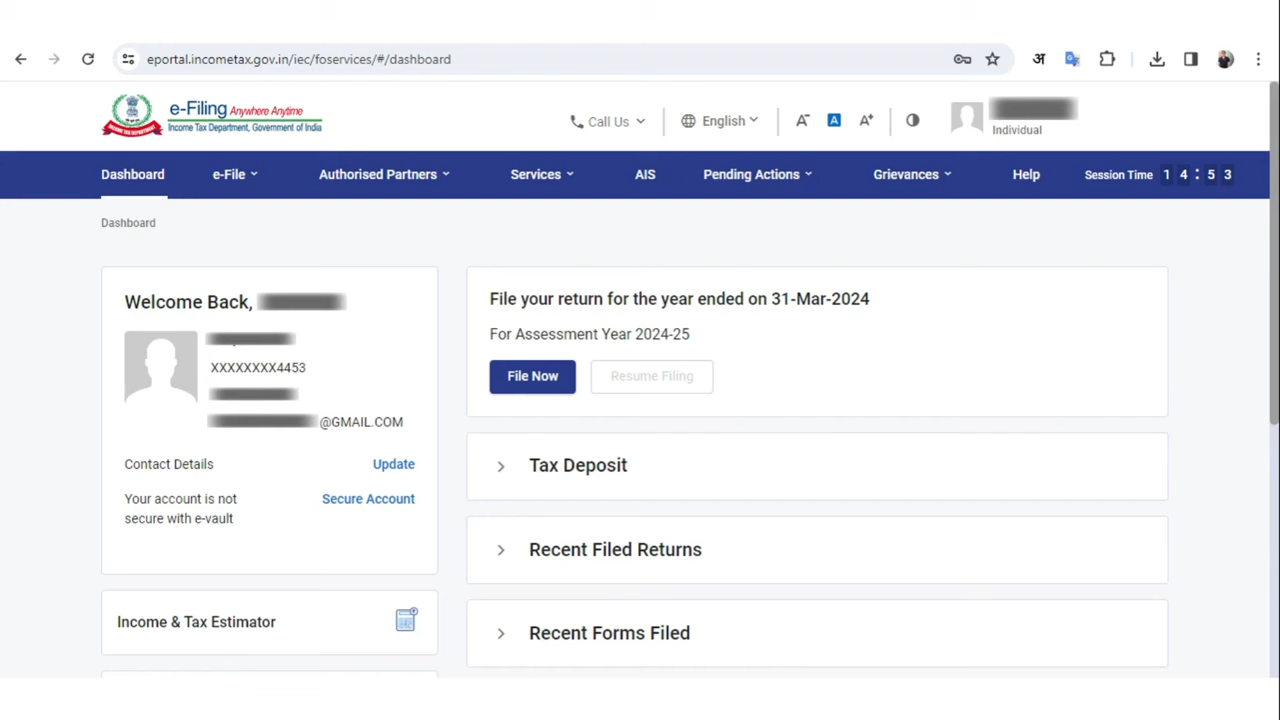 eportal.incometax.gov.in/iec/foservices/#/dashboard
अ
e-Filing Anywhere Anytime
Income Tax Department, Government of India
Call Us
English
A-
A
A+
Individual
Dashboard
e-File
Authorised Partners
Services
AIS
Pending Actions
Grievances
Help
Session Time 14:53
Dashboard
Welcome Back,
XXXXXXXX4453
@GMAIL.COM
Contact Details
Update
Your account is not
secure with e-vault
Secure Account
Income & Tax Estimator
File your return for the year ended on 31-Mar-2024
For Assessment Year 2024-25
File Now
Resume Filing
Tax Deposit
Recent Filed Returns
Recent Forms Filed